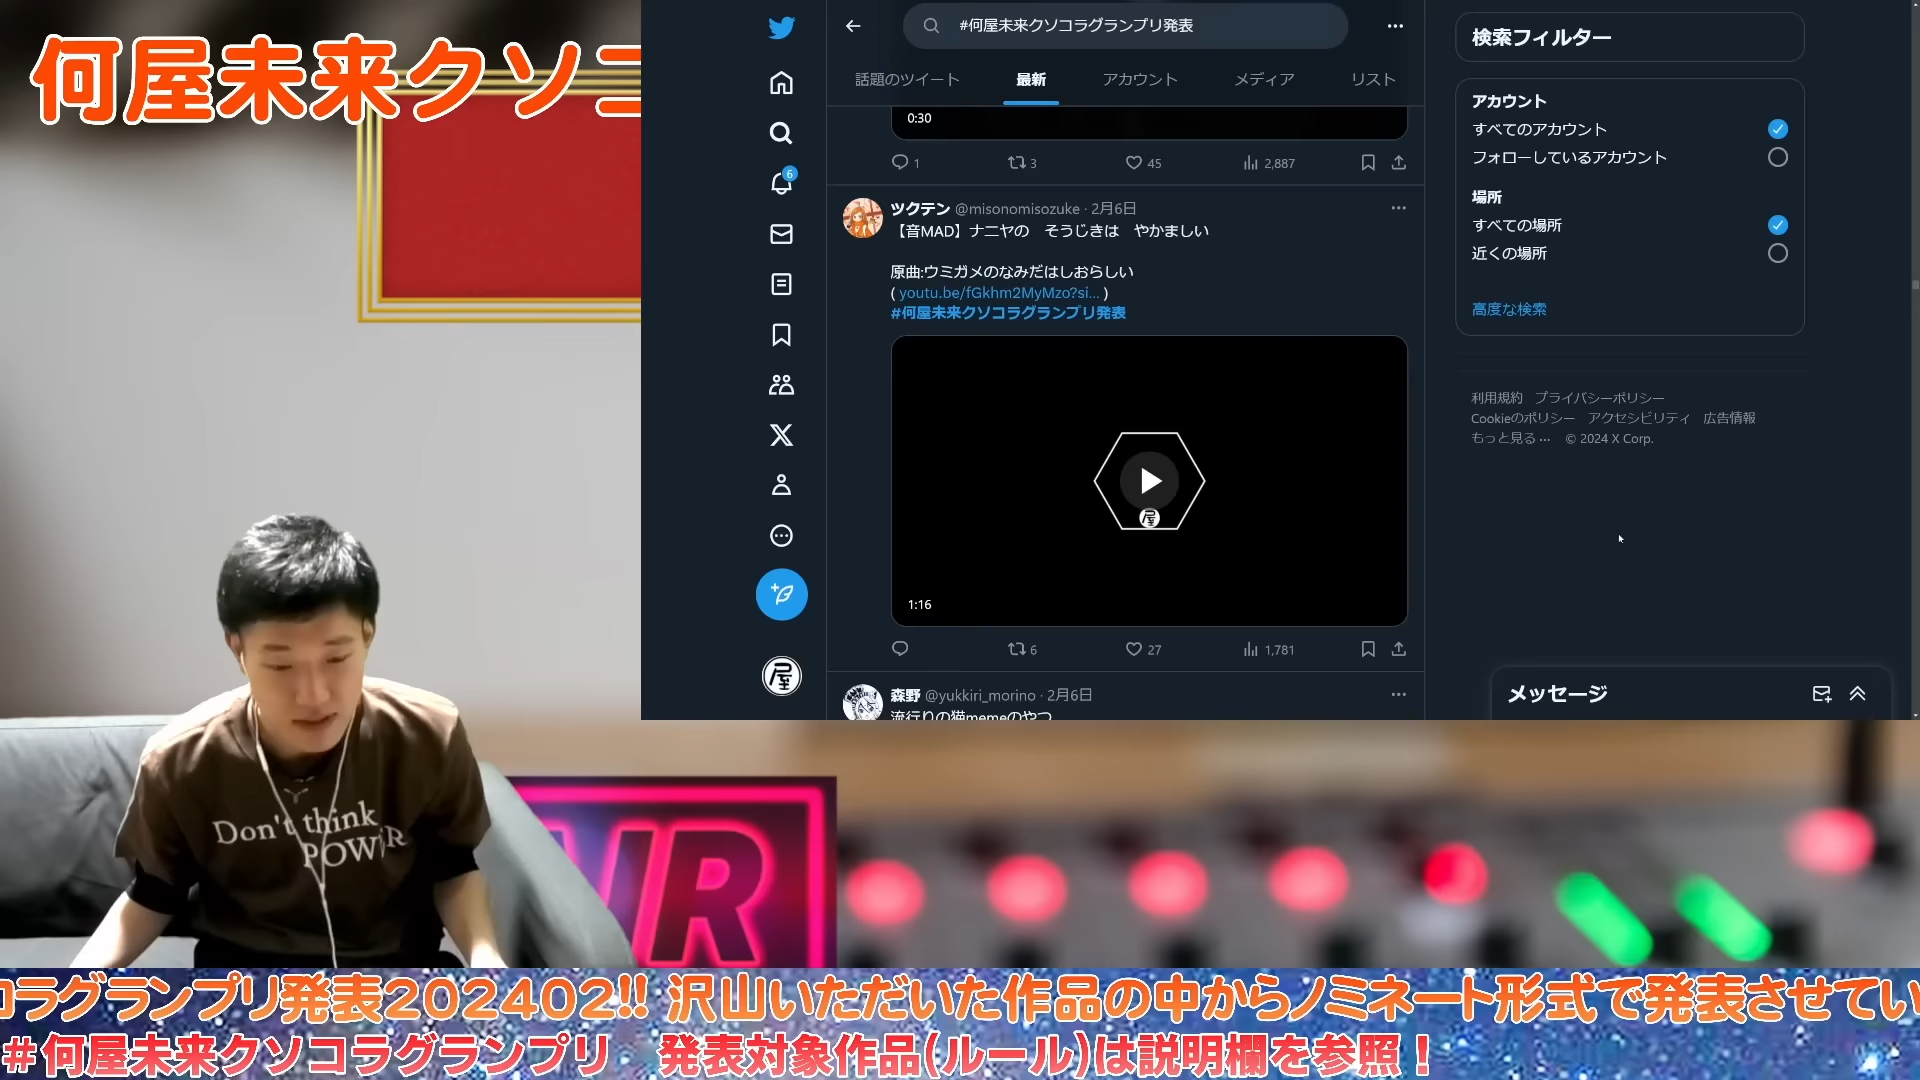 何屋未来クソコ
#何屋未来クソコラグランプリ発表
話題のツイート
最新
アカウント
メディア
リスト
0:30
1
3
45
2,887
6
ツクテン @misonomisozuke · 2月6日
【音MAD】ナニヤの　そうじきは　やかましい
原曲:ウミガメのなみだはしおらしい
( youtu.be/fGkhm2MyMzo?si... )
#何屋未来クソコラグランプリ発表
屋
1:16
6
27
1,781
屋
森野 @yukkiri_morino · 2月6日
流行りの猫memeのやつ
検索フィルター
アカウント
すべてのアカウント
フォローしているアカウント
場所
すべての場所
近くの場所
高度な検索
利用規約　プライバシーポリシー
Cookieのポリシー　アクセシビリティ　広告情報
もっと見る ···　© 2024 X Corp.
メッセージ
Don't think
POWER
R
コラグランプリ発表202402!! 沢山いただいた作品の中からノミネート形式で発表させてい
#何屋未来クソコラグランプリ　発表対象作品(ルール)は説明欄を参照！